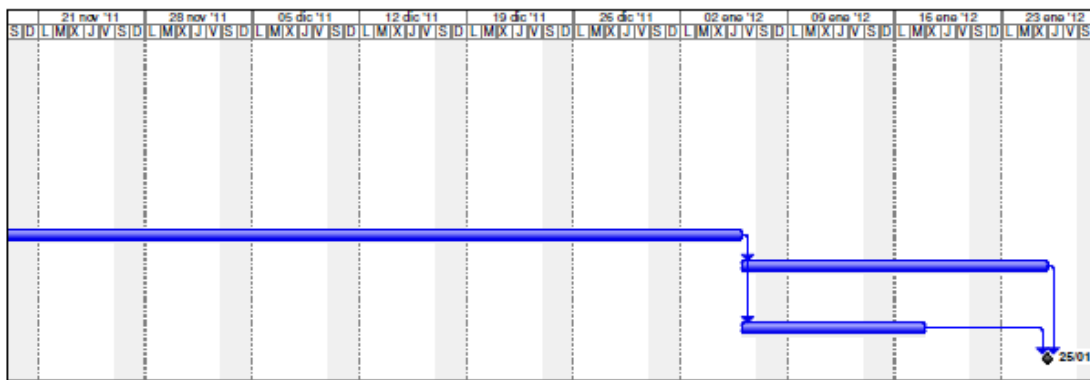 21 nov '11 28 nov '11 05 dic '11 12 dic '11 19 dic '11 26 dic '11 02 ene '12 09 ene '12 16 ene '12 23 ene '12
S D L M X J V S D L M X J V S D L M X J V S D L M X J V S D L M X J V S D L M X J V S D L M X J V S D L M X J V S D L M X J V S D L M X J V S
25/01